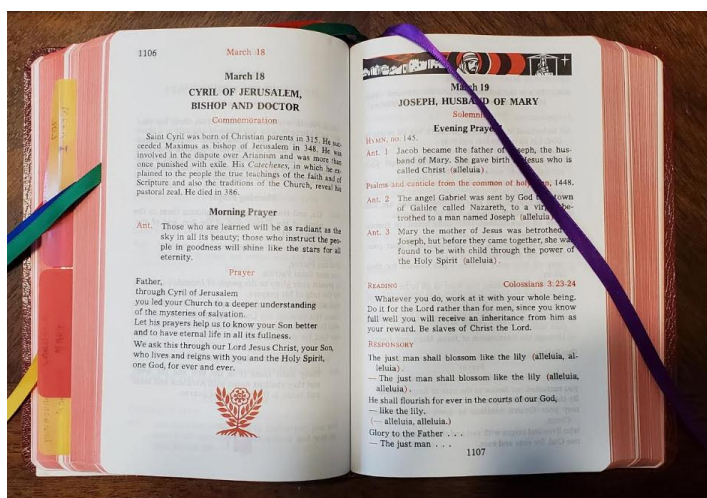 1106
March 18
March 18
CYRIL OF JERUSALEM,
BISHOP AND DOCTOR
Commemoration
Saint Cyril was born of Christian parents in 315. He suc-
ceeded Maximus as bishop of Jerusalem in 348. He was
involved in the dispute over Arianism and was more than
once punished with exile. His Catecheses, in which he ex-
plained to the people the true teachings of the faith and of
Scripture and also the traditions of the Church, reveal his
pastoral zeal. He died in 386.
Morning Prayer
Ant. Those who are learned will be as radiant as the
sky in all its beauty; those who instruct the peo-
ple in goodness will shine like the stars for all
eternity.
Prayer
Father,
through Cyril of Jerusalem
you led your Church to a deeper understanding
of the mysteries of salvation.
Let his prayers help us to know your Son better
and to have eternal life in all its fullness.
We ask this through our Lord Jesus Christ, your Son,
who lives and reigns with you and the Holy Spirit,
one God, for ever and ever.
March 19
JOSEPH, HUSBAND OF MARY
Solemnity
Evening Prayer
HYMN, no. 145.
Ant. 1 Jacob became the father of Joseph, the hus-
band of Mary. She gave birth Jesus who is
called Christ (alleluia).
Psalms and canticle from the common of holy men, 1448.
Ant. 2 The angel Gabriel was sent by God town
of Galilee called Nazareth, to a virgin be-
trothed to a man named Joseph (alleluia)
Ant. 3 Mary the mother of Jesus was betrothed
Joseph, but before they came together, she was
found to be with child through the power of
the Holy Spirit (alleluia).
READING Colossians 3:23-24
Whatever you do, work at it with your whole being.
Do it for the Lord rather than for men, since you know
full well you will receive an inheritance from him as
your reward. Be slaves of Christ the Lord.
RESPONSORY
The just man shall blossom like the lily (alleluia, al-
leluia).
— The just man shall blossom like the lily (alleluia,
alleluia).
He shall flourish for ever in the courts of our God,
— like the lily.
(— alleluia, alleluia.)
Glory to the Father . . .
— The just man . . .
1107